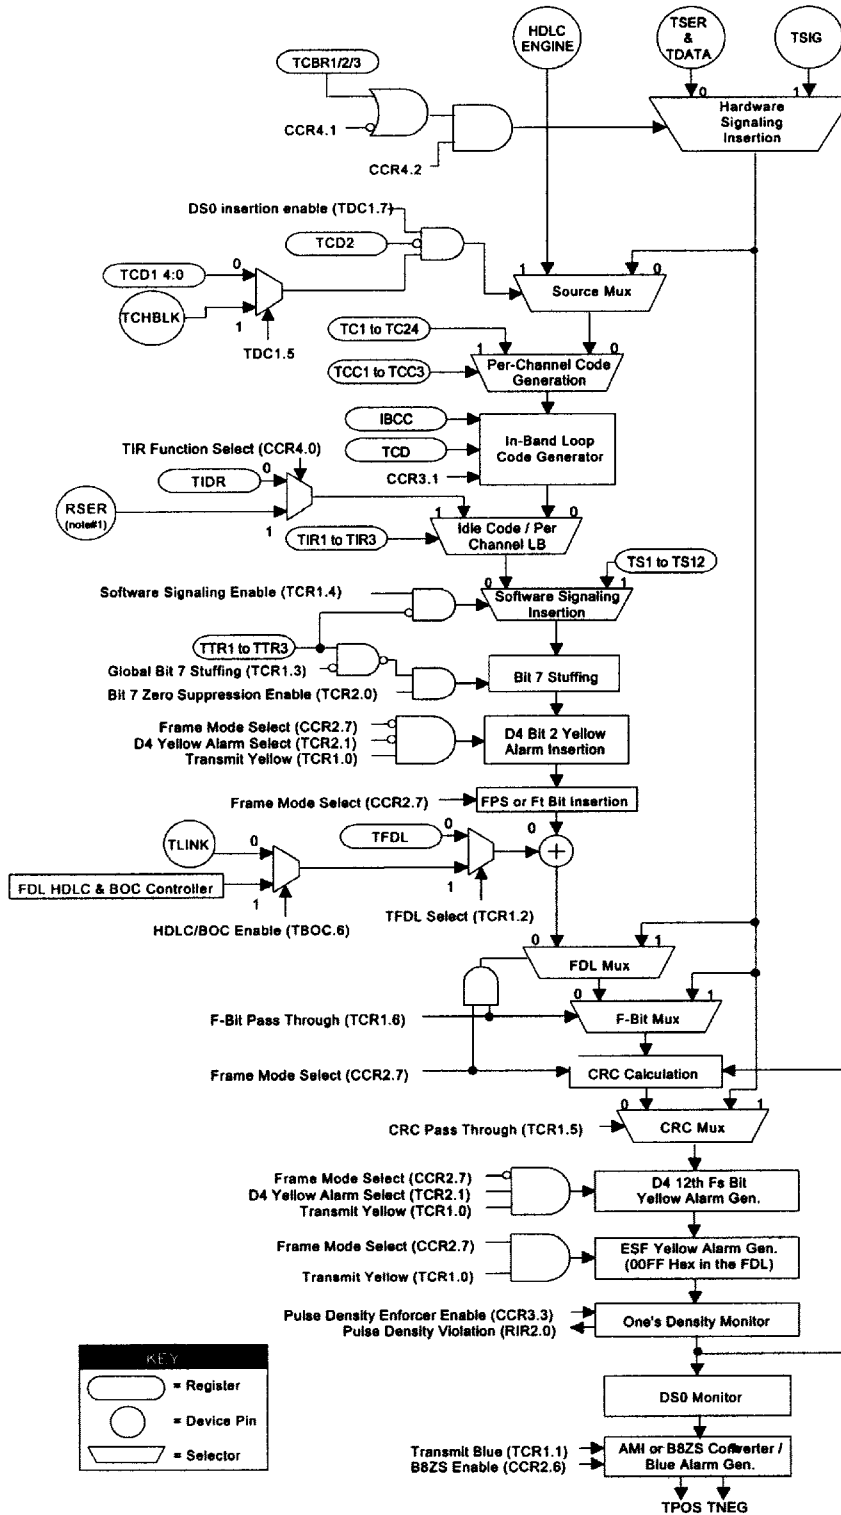 HDLC
ENGINE
TSER
&
TDATA
TSIG
TCBR1/2/3
0
1
Hardware
Signaling
Insertion
CCR4.1
CCR4.2
DS0 insertion enable (TDC1.7)
TCD2
TCD1 4:0
0
1
0
Source Mux
TCHBLK
1
TDC1.5
TC1 to TC24
1
0
TCC1 to TCC3
Per-Channel Code
Generation
IBCC
TCD
In-Band Loop
Code Generator
CCR3.1
TIR Function Select (CCR4.0)
0
TIDR
RSER
(note#1)
1
1
0
TIR1 to TIR3
Idle Code / Per
Channel LB
TS1 to TS12
0
1
Software Signaling Enable (TCR1.4)
Software Signaling
Insertion
TTR1 to TTR3
Global Bit 7 Stuffing (TCR1.3)
Bit 7 Stuffing
Bit 7 Zero Suppression Enable (TCR2.0)
Frame Mode Select (CCR2.7)
D4 Yellow Alarm Select (TCR2.1)
Transmit Yellow (TCR1.0)
D4 Bit 2 Yellow
Alarm Insertion
Frame Mode Select (CCR2.7)
FPS or Ft Bit Insertion
TLINK
0
TFDL
0
0
+
FDL HDLC & BOC Controller
1
1
HDLC/BOC Enable (TBOC.6)
TFDL Select (TCR1.2)
0
1
FDL Mux
0
1
F-Bit Pass Through (TCR1.6)
F-Bit Mux
Frame Mode Select (CCR2.7)
CRC Calculation
0
1
CRC Pass Through (TCR1.5)
CRC Mux
Frame Mode Select (CCR2.7)
D4 Yellow Alarm Select (TCR2.1)
Transmit Yellow (TCR1.0)
D4 12th Fs Bit
Yellow Alarm Gen.
Frame Mode Select (CCR2.7)
Transmit Yellow (TCR1.0)
ESF Yellow Alarm Gen.
(00FF Hex in the FDL)
Pulse Density Enforcer Enable (CCR3.3)
Pulse Density Violation (RIR2.0)
One's Density Monitor
KEY
= Register
= Device Pin
= Selector
DS0 Monitor
Transmit Blue (TCR1.1)
B8ZS Enable (CCR2.6)
AMI or B8ZS Converter /
Blue Alarm Gen.
TPOS TNEG